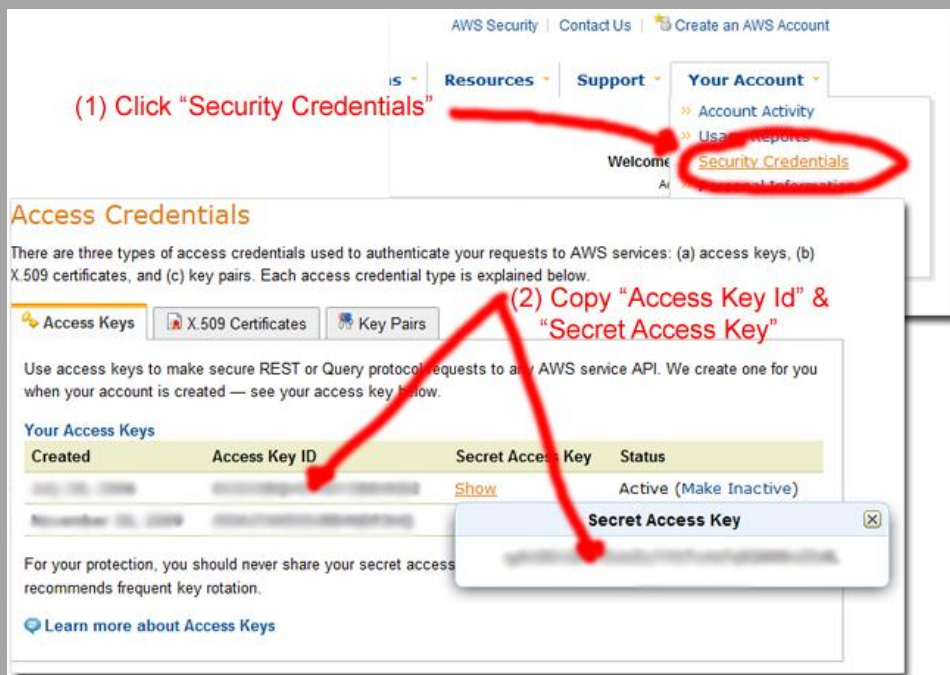 AWS Security | Contact Us | Create an AWS Account
Resources Support Your Account
(1) Click “Security Credentials”
» Account Activity
» Usage Reports
Welcome
Security Credentials
» Personal Information
Access Credentials
There are three types of access credentials used to authenticate your requests to AWS services: (a) access keys, (b)
X.509 certificates, and (c) key pairs. Each access credential type is explained below.
(2) Copy “Access Key Id” &
“Secret Access Key”
Access Keys X.509 Certificates Key Pairs
Use access keys to make secure REST or Query protocol requests to any AWS service API. We create one for you
when your account is created — see your access key below.
Your Access Keys
Created Access Key ID Secret Access Key Status
Show Active (Make Inactive)
Secret Access Key
For your protection, you should never share your secret access
recommends frequent key rotation.
Learn more about Access Keys